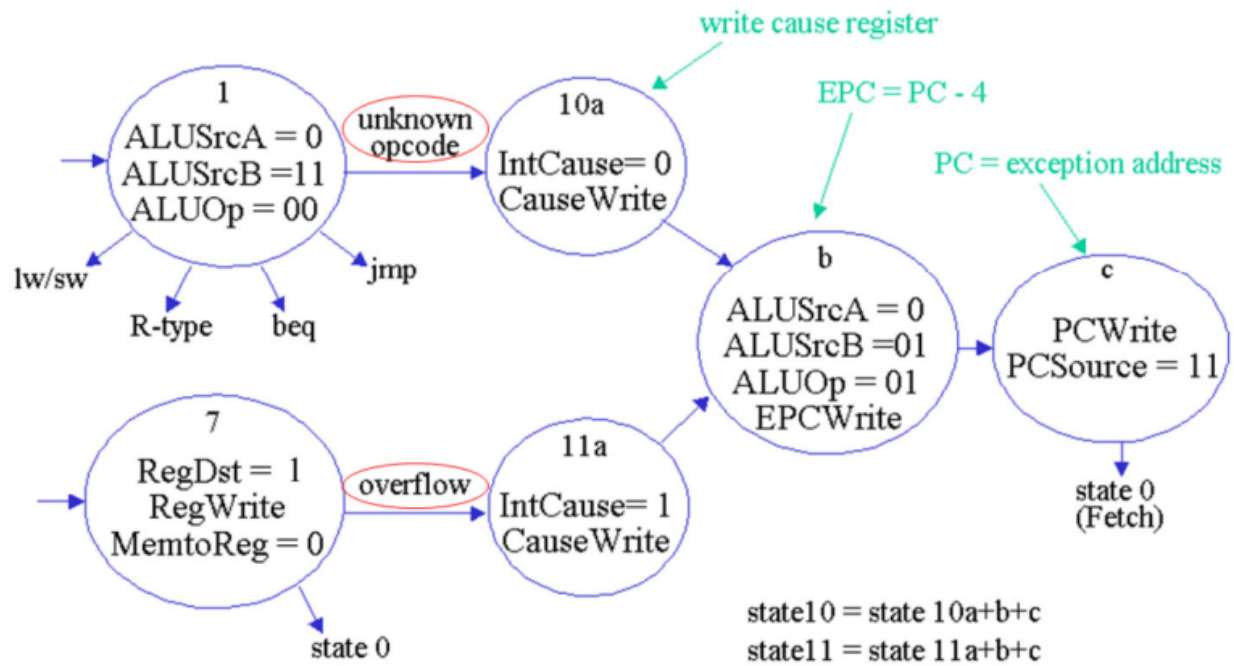 write cause register
1
ALUSrcA = 0
ALUSrcB =11
ALUOp = 00
unknown
opcode
10a
IntCause= 0
CauseWrite
EPC = PC - 4
PC = exception address
lw/sw
R-type
beq
jmp
b
ALUSrcA = 0
ALUSrcB =01
ALUOp = 01
EPCWrite
c
PCWrite
PCSource = 11
7
RegDst = 1
RegWrite
MemtoReg = 0
overflow
11a
IntCause= 1
CauseWrite
state 0
(Fetch)
state 0
state10 = state 10a+b+c
state11 = state 11a+b+c